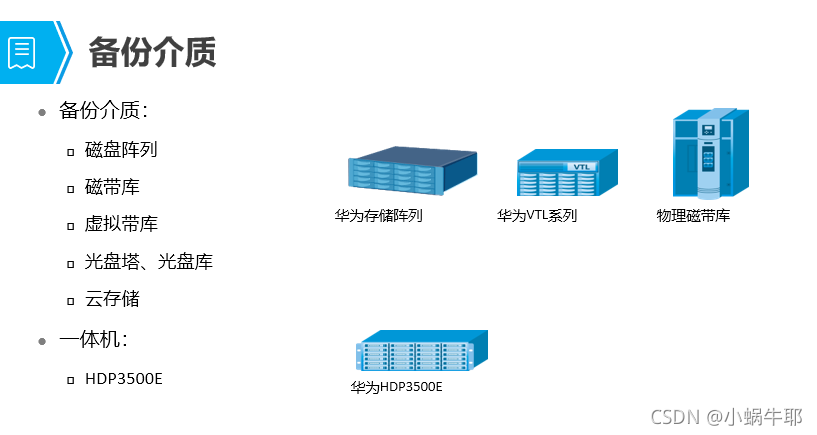 备份介质
备份介质：
磁盘阵列
磁带库
虚拟带库
光盘塔、光盘库
云存储
一体机：
HDP3500E
VTL
华为存储阵列
华为VTL系列
物理磁带库
华为HDP3500E
CSDN @小蜗牛耶